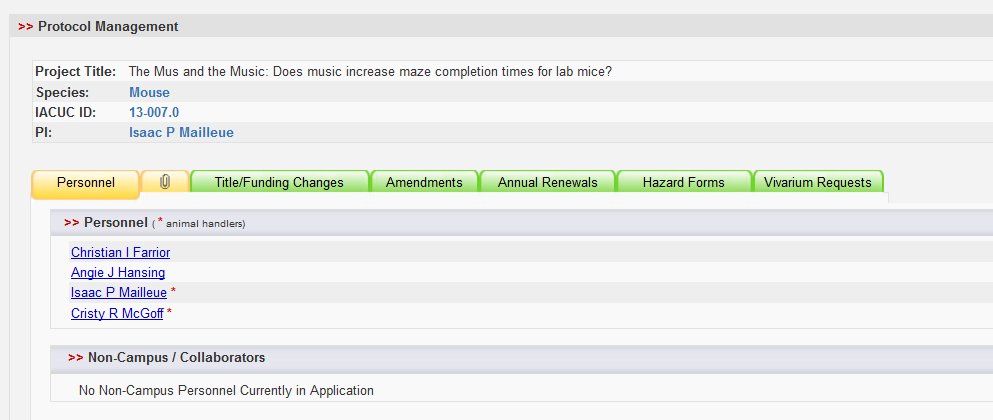 >> Protocol Management
Project Title: The Mus and the Music: Does music increase maze completion times for lab mice?
Species: Mouse
IACUC ID: 13-007.0
PI: Isaac P Mailleue
Personnel Title/Funding Changes Amendments Annual Renewals Hazard Forms Vivarium Requests
>> Personnel ( * animal handlers)
Christian I Farrior
Angie J Hansing
Isaac P Mailleue *
Cristy R McGoff *
>> Non-Campus / Collaborators
No Non-Campus Personnel Currently in Application